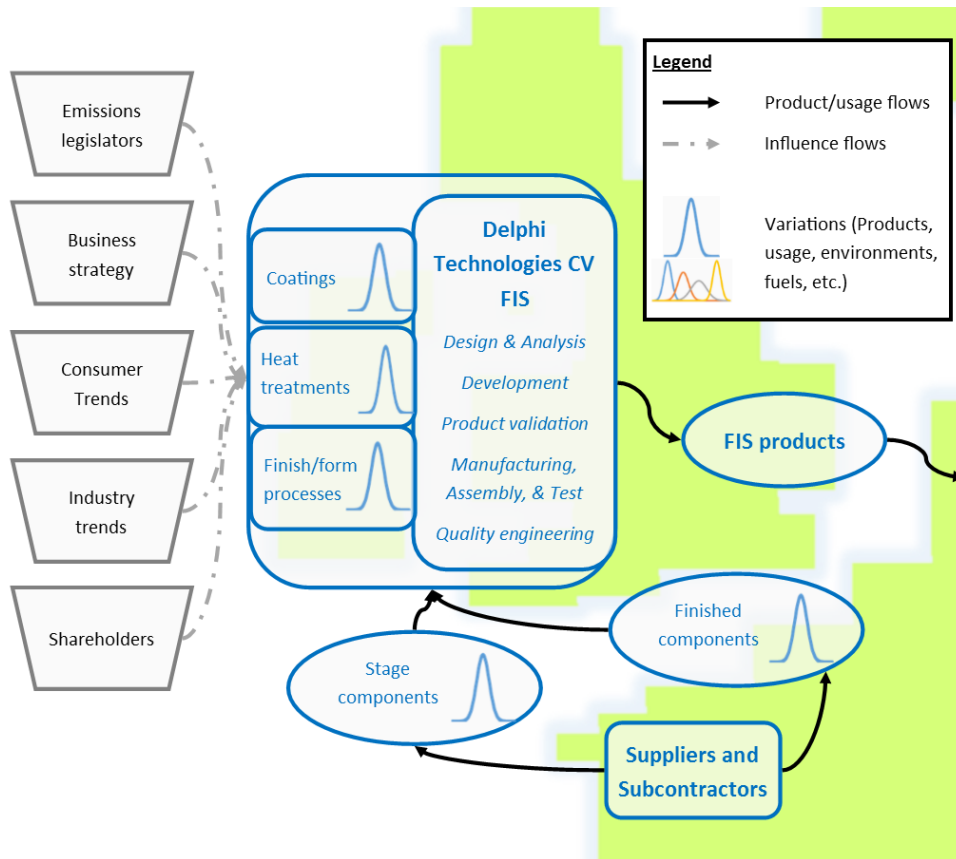 Emissions
legislators
Business
strategy
Consumer
Trends
Industry
trends
Shareholders
Coatings
Heat
treatments
Finish/form
processes
Delphi
Technologies CV
FIS
Design & Analysis
Development
Product validation
Manufacturing,
Assembly, & Test
Quality engineering
Legend
Product/usage flows
Influence flows
Variations (Products,
usage, environments,
fuels, etc.)
FIS products
Finished
components
Stage
components
Suppliers and
Subcontractors